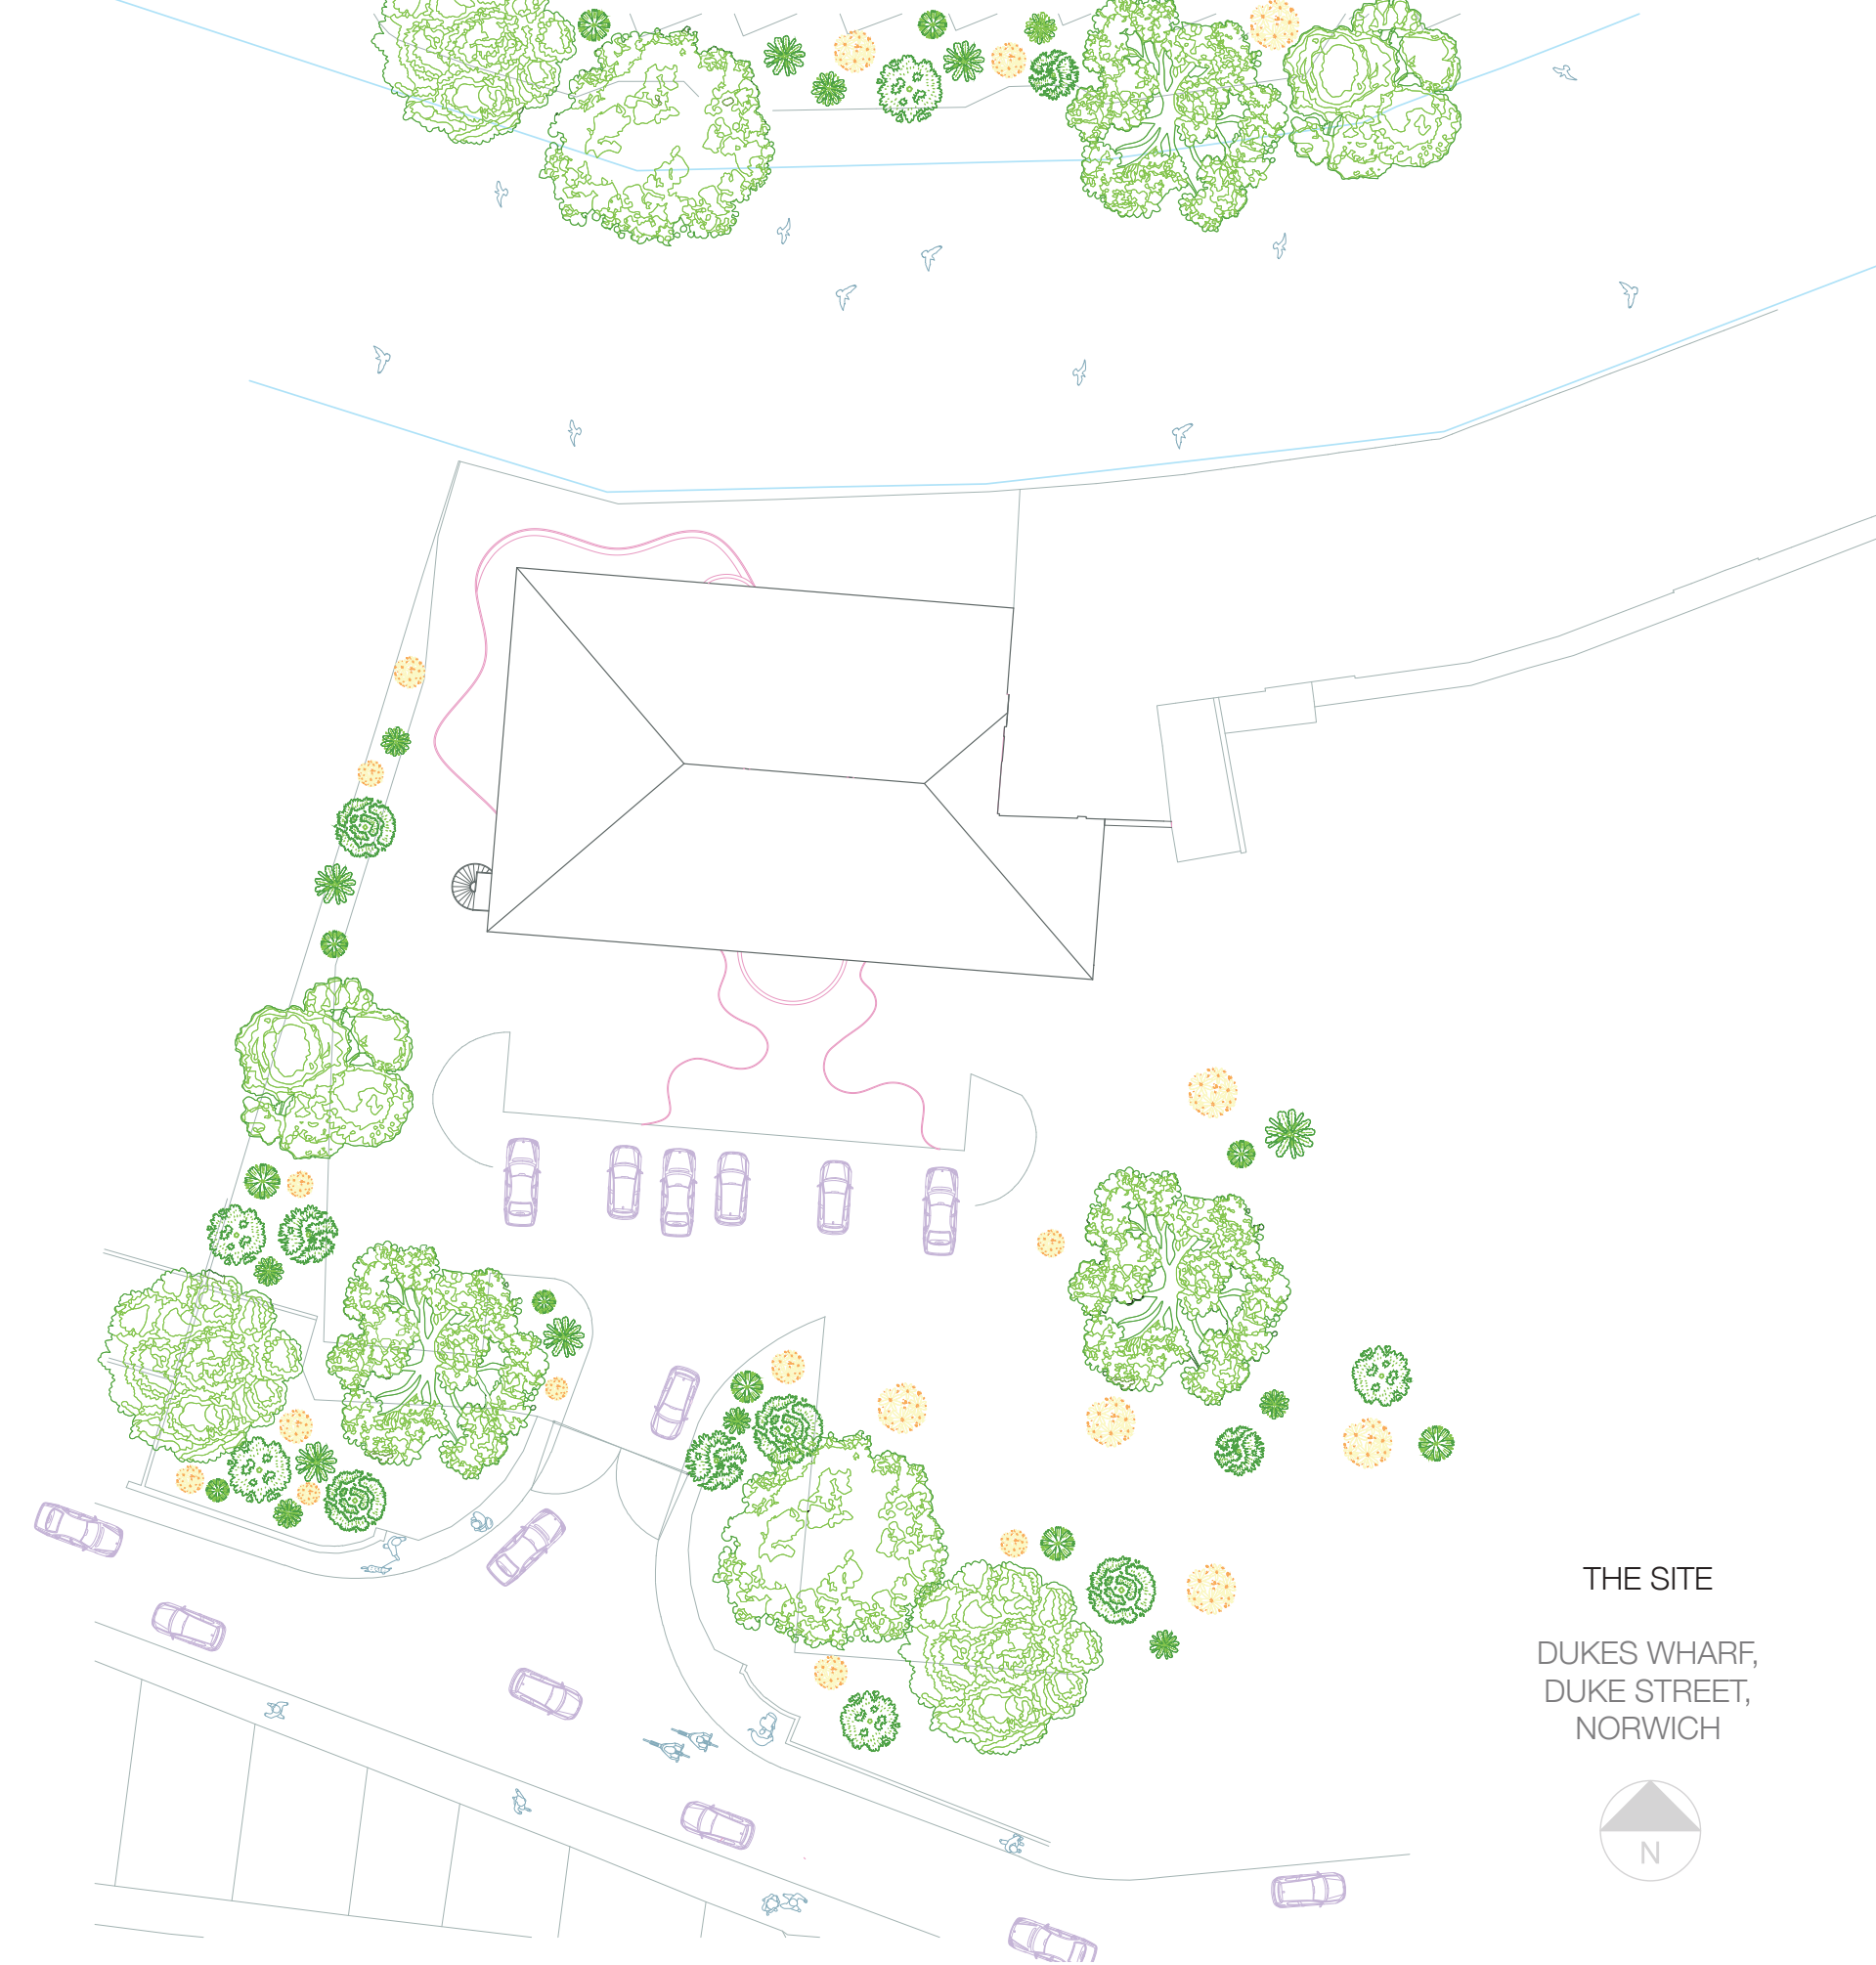 THE SITE
DUKES WHARF,
DUKE STREET,
NORWICH
N